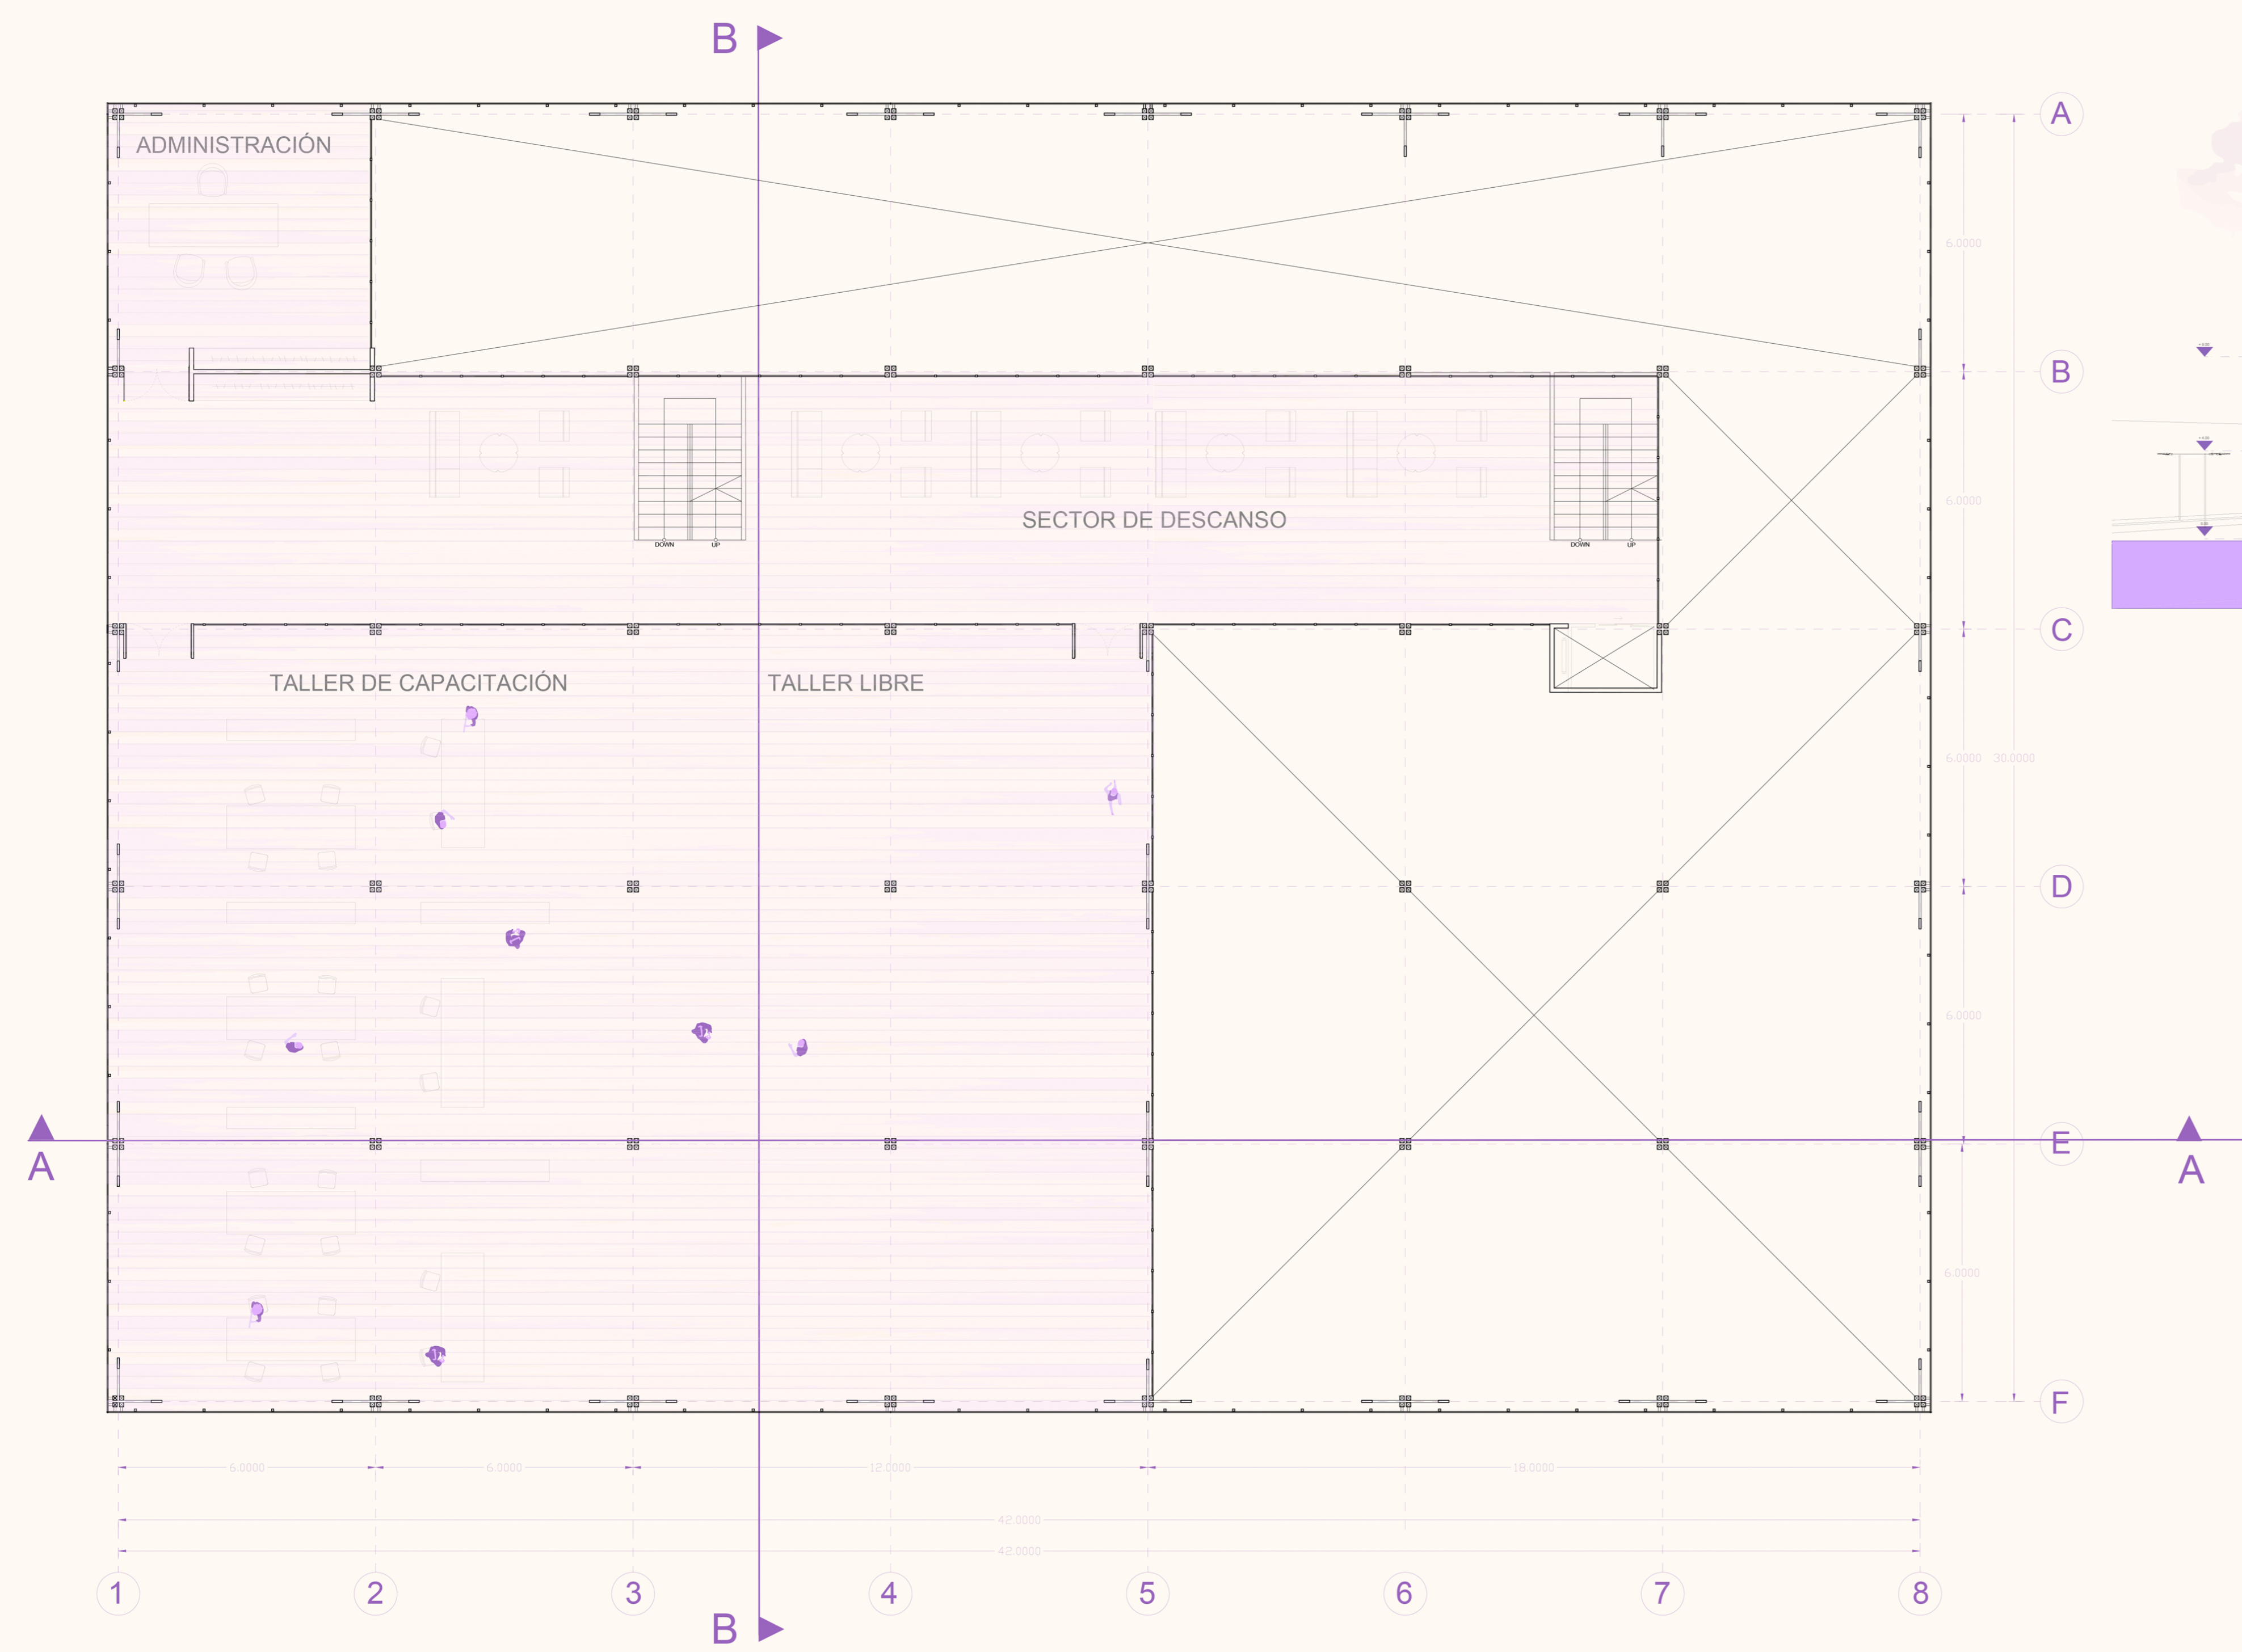 B
A
ADMINISTRACIÓN
6.0000
B
6.0000
SECTOR DE DESCANSO
DOWN UP
DOWN UP
C
TALLER DE CAPACITACIÓN
TALLER LIBRE
6.0000 30.0000
D
6.0000
E
A
A
6.0000
F
6.0000 6.0000 12.0000 18.0000
42.0000
42.0000
1 2 3 4 5 6 7 8
B